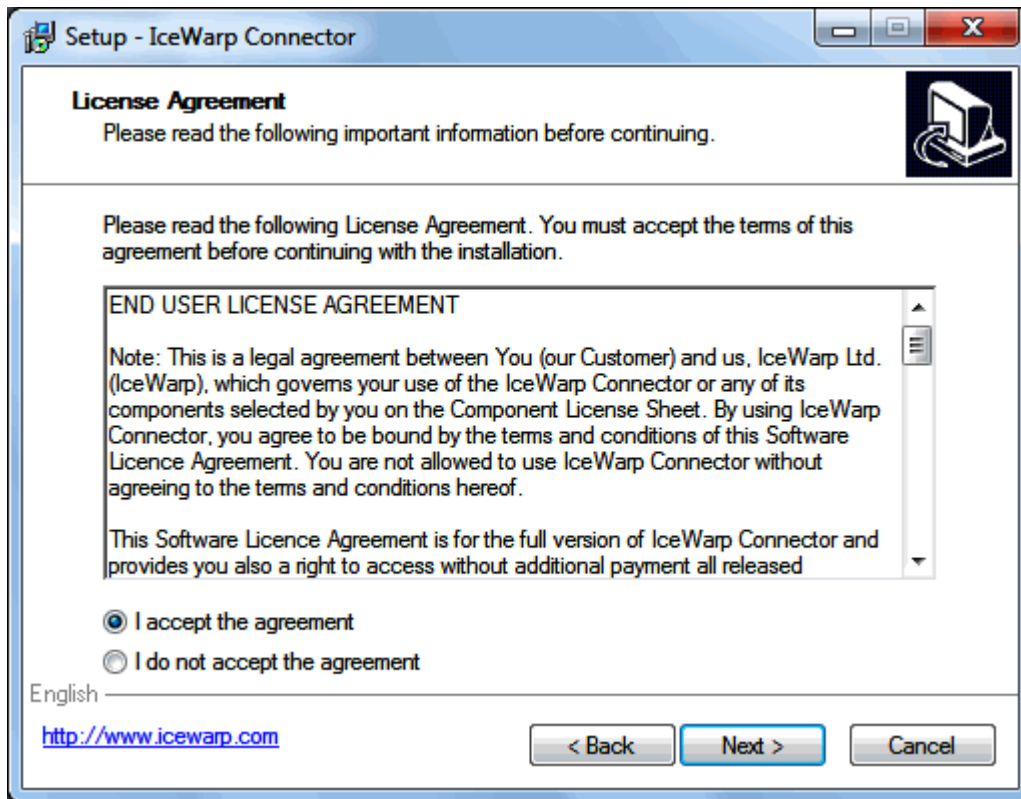 Setup - IceWarp Connector
License Agreement
Please read the following important information before continuing.
Please read the following License Agreement. You must accept the terms of this
agreement before continuing with the installation.
END USER LICENSE AGREEMENT
Note: This is a legal agreement between You (our Customer) and us, IceWarp Ltd.
(IceWarp), which governs your use of the IceWarp Connector or any of its
components selected by you on the Component License Sheet. By using IceWarp
Connector, you agree to be bound by the terms and conditions of this Software
Licence Agreement. You are not allowed to use IceWarp Connector without
agreeing to the terms and conditions hereof.
This Software Licence Agreement is for the full version of IceWarp Connector and
provides you also a right to access without additional payment all released
I accept the agreement
I do not accept the agreement
English
http://www.icewarp.com
< Back
Next >
Cancel